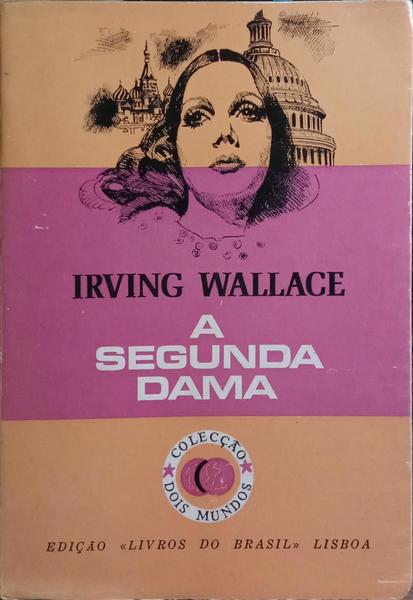 IRVING WALLACE
A
SEGUNDA
DAMA
COLECÇÃO
DOIS MUNDOS
EDIÇÃO «LIVROS DO BRASIL» LISBOA